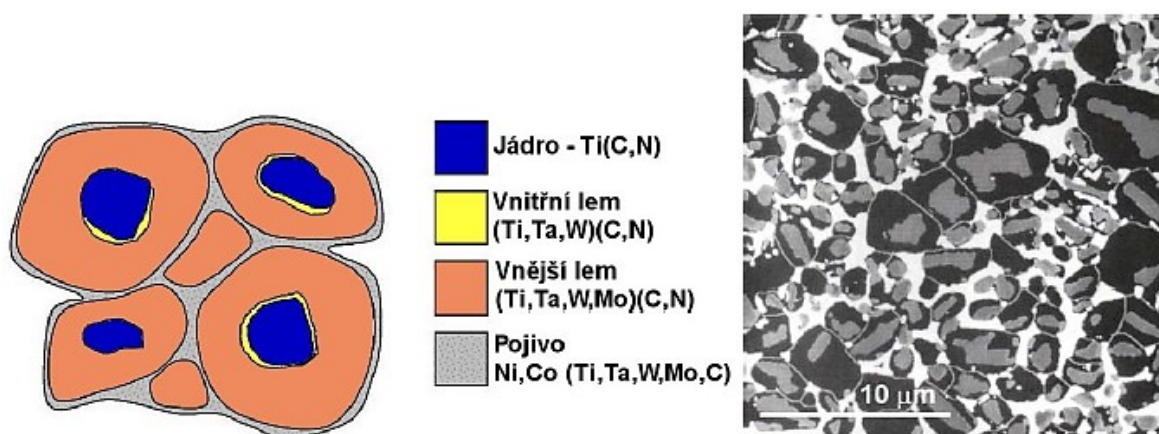 Jádro - Ti(C,N)
Vnitřní lem
(Ti,Ta,W)(C,N)
Vnější lem
(Ti,Ta,W,Mo)(C,N)
Pojivo
Ni,Co (Ti,Ta,W,Mo,C)
10 µm